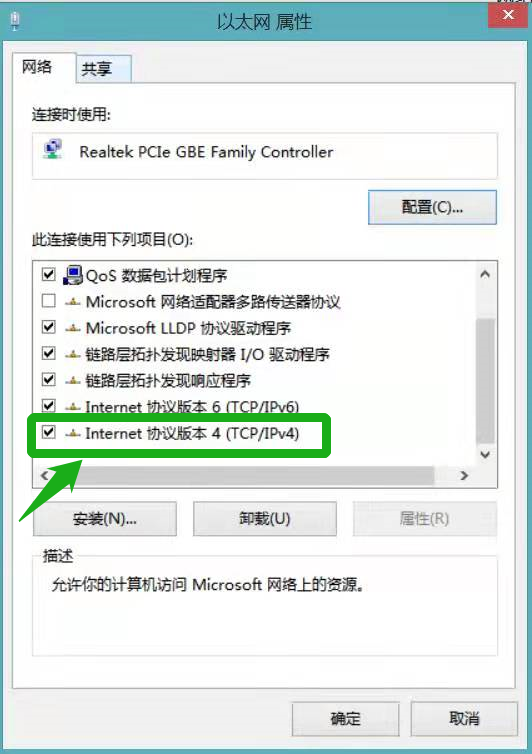 以太网 属性
网络
共享
连接时使用:
Realtek PCIe GBE Family Controller
配置(C)...
此连接使用下列项目(O):
QoS 数据包计划程序
Microsoft 网络适配器多路传送器协议
Microsoft LLDP 协议驱动程序
链路层拓扑发现映射器 I/O 驱动程序
链路层拓扑发现响应程序
Internet 协议版本 6 (TCP/IPv6)
Internet 协议版本 4 (TCP/IPv4)
安装(N)...
卸载(U)
属性(R)
描述
允许你的计算机访问 Microsoft 网络上的资源。
确定
取消